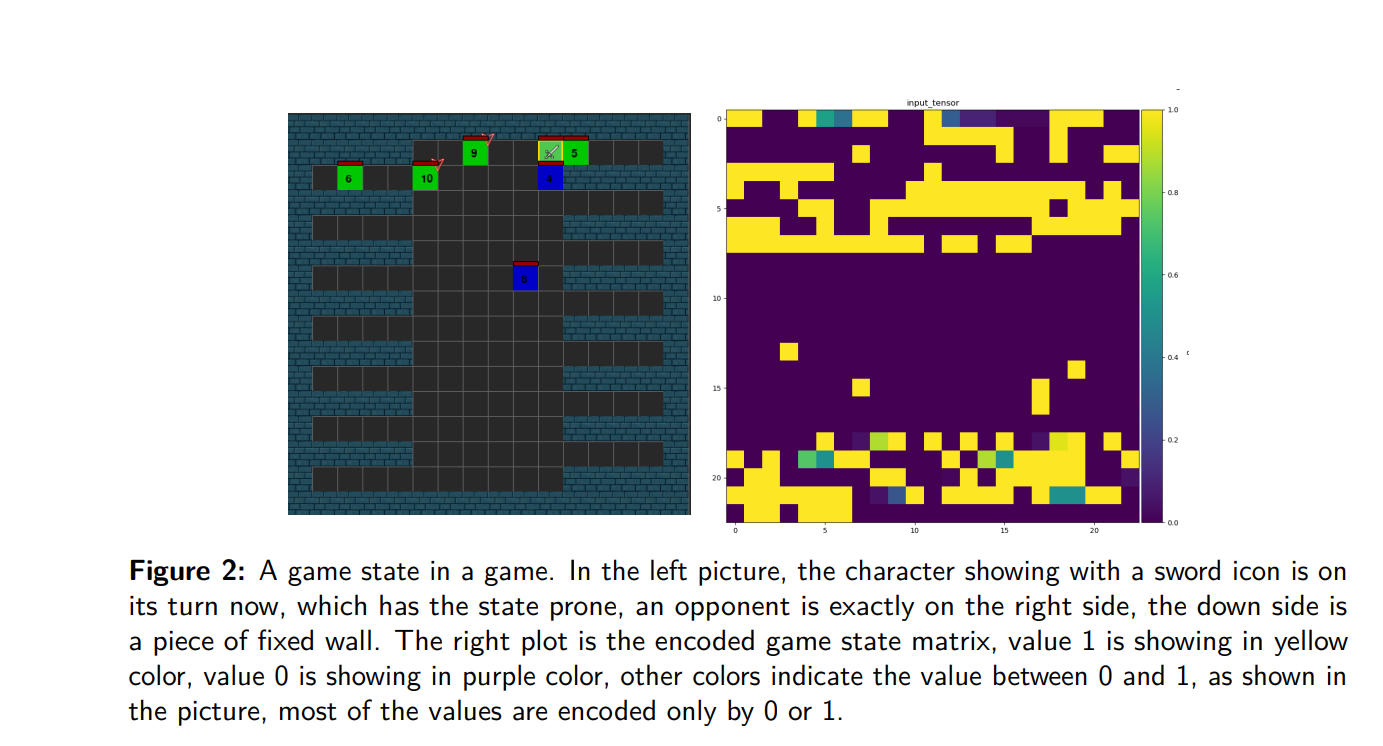 input_tensor
1.0
0
9
5
6
10
4
0.8
5
0.6
8
10
0.4
15
0.2
20
0.0
0 5 10 15 20
Figure 2: A game state in a game. In the left picture, the character showing with a sword icon is on
its turn now, which has the state prone, an opponent is exactly on the right side, the down side is
a piece of fixed wall. The right plot is the encoded game state matrix, value 1 is showing in yellow
color, value 0 is showing in purple color, other colors indicate the value between 0 and 1, as shown in
the picture, most of the values are encoded only by 0 or 1.